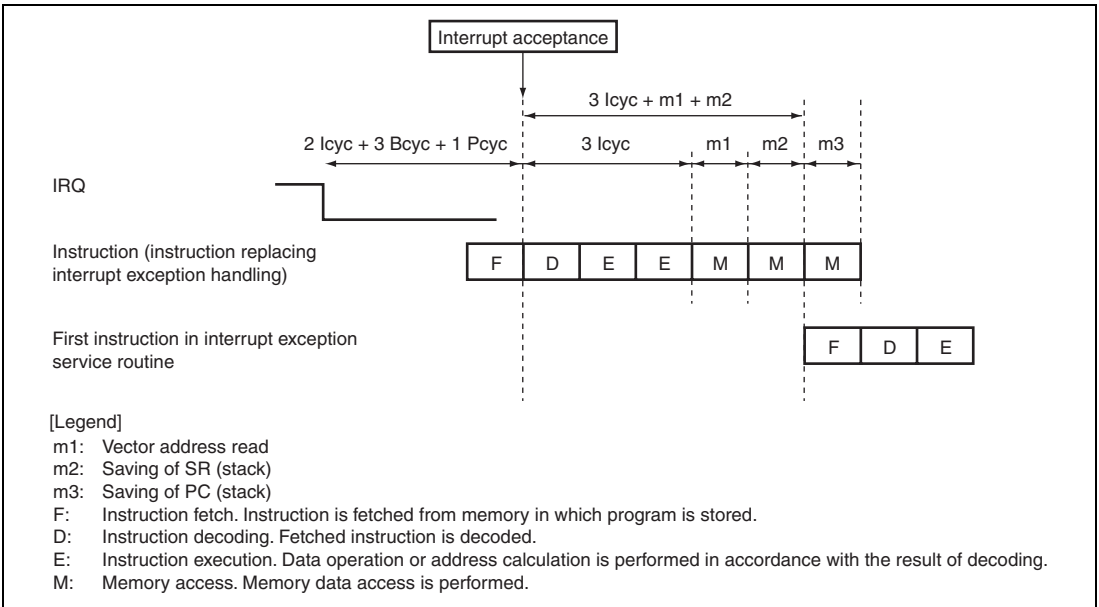 Interrupt acceptance
3 Icyc + m1 + m2
2 Icyc + 3 Bcyc + 1 Pcyc
3 Icyc
m1
m2
m3
IRQ
Instruction (instruction replacing
interrupt exception handling)
F D E E M M M
First instruction in interrupt exception
service routine
F D E
[Legend]
m1: Vector address read
m2: Saving of SR (stack)
m3: Saving of PC (stack)
F: Instruction fetch. Instruction is fetched from memory in which program is stored.
D: Instruction decoding. Fetched instruction is decoded.
E: Instruction execution. Data operation or address calculation is performed in accordance with the result of decoding.
M: Memory access. Memory data access is performed.